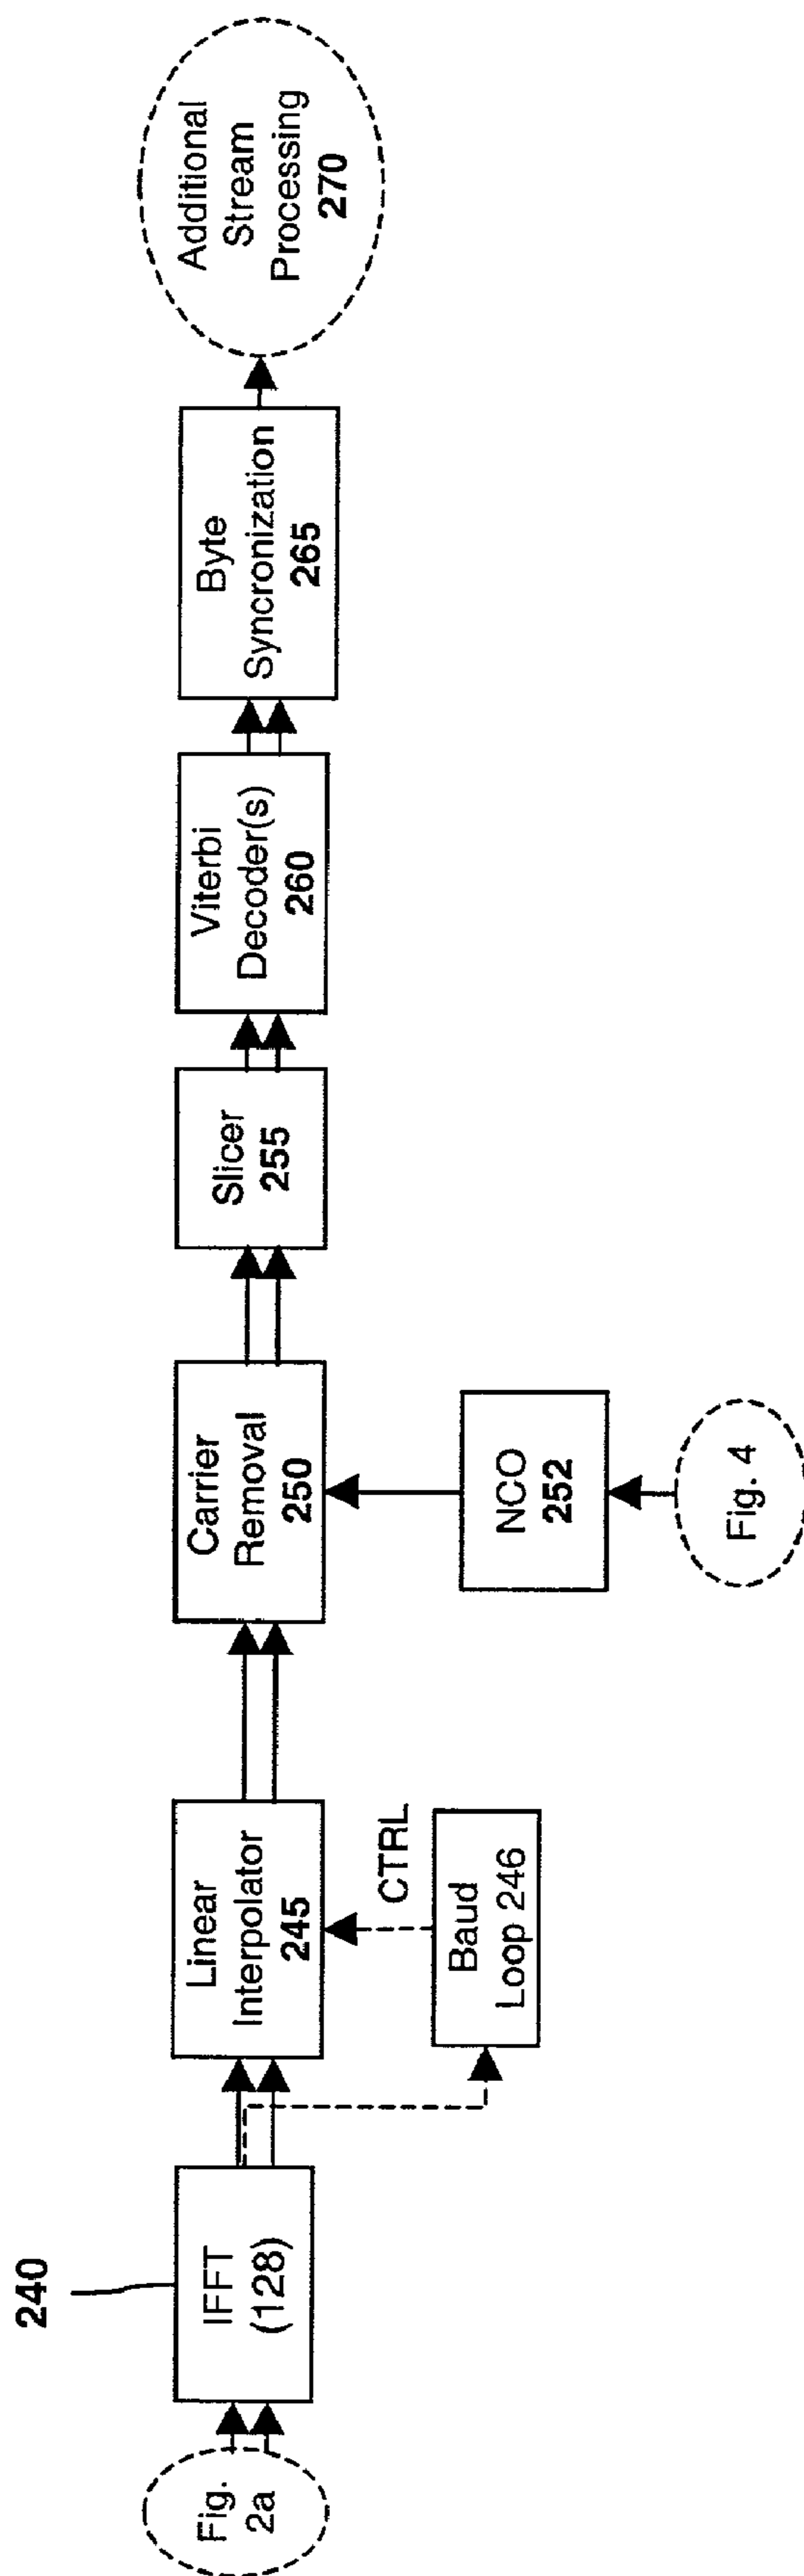 Fig.
2a
240
IFFT
(128)
Linear
Interpolator
245
CTRL
Baud
Loop 246
Carrier
Removal
250
NCO
252
Fig. 4
Slicer
255
Viterbi
Decoder(s)
260
Byte
Syncronization
265
Additional
Stream
Processing
270